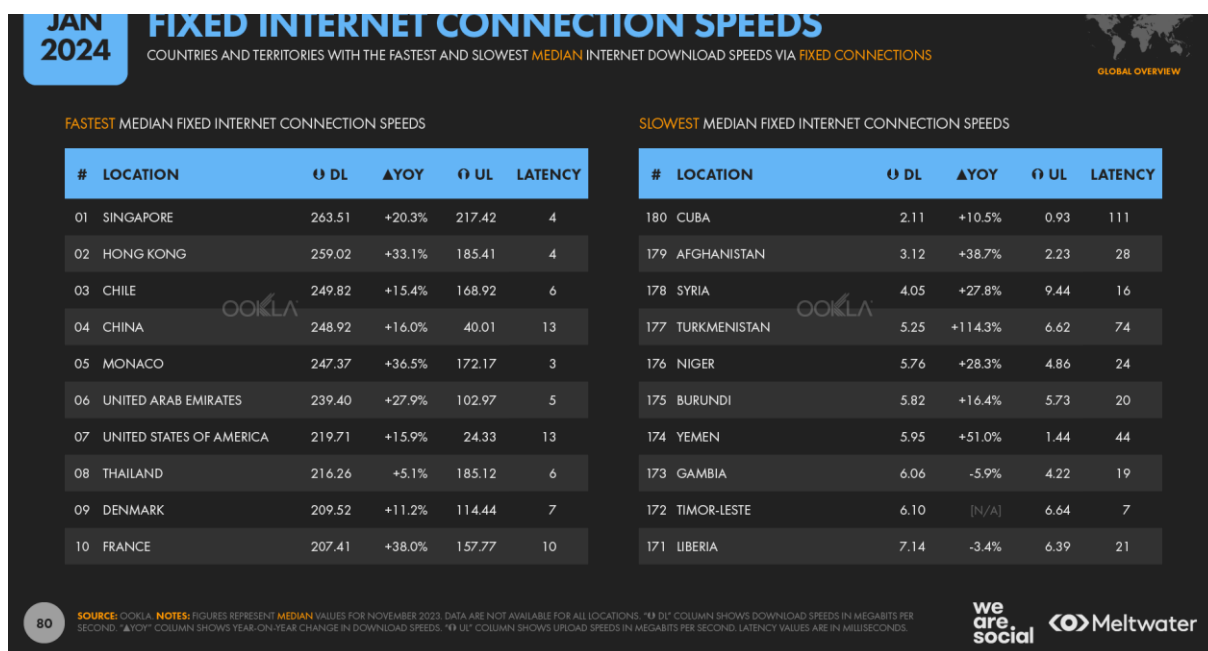 JAN
2024
FIXED INTERNET CONNECTION SPEEDS
COUNTRIES AND TERRITORIES WITH THE FASTEST AND SLOWEST MEDIAN INTERNET DOWNLOAD SPEEDS VIA FIXED CONNECTIONS
GLOBAL OVERVIEW
FASTEST MEDIAN FIXED INTERNET CONNECTION SPEEDS
# LOCATION DL ▲YOY UL LATENCY
01 SINGAPORE 263.51 +20.3% 217.42 4
02 HONG KONG 259.02 +33.1% 185.41 4
03 CHILE 249.82 +15.4% 168.92 6
04 CHINA 248.92 +16.0% 40.01 13
05 MONACO 247.37 +36.5% 172.17 3
06 UNITED ARAB EMIRATES 239.40 +27.9% 102.97 5
07 UNITED STATES OF AMERICA 219.71 +15.9% 24.33 13
08 THAILAND 216.26 +5.1% 185.12 6
09 DENMARK 209.52 +11.2% 114.44 7
10 FRANCE 207.41 +38.0% 157.77 10
OOKLA
SLOWEST MEDIAN FIXED INTERNET CONNECTION SPEEDS
# LOCATION DL ▲YOY UL LATENCY
180 CUBA 2.11 +10.5% 0.93 111
179 AFGHANISTAN 3.12 +38.7% 2.23 28
178 SYRIA 4.05 +27.8% 9.44 16
177 TURKMENISTAN 5.25 +114.3% 6.62 74
176 NIGER 5.76 +28.3% 4.86 24
175 BURUNDI 5.82 +16.4% 5.73 20
174 YEMEN 5.95 +51.0% 1.44 44
173 GAMBIA 6.06 -5.9% 4.22 19
172 TIMOR-LESTE 6.10 [N/A] 6.64 7
171 LIBERIA 7.14 -3.4% 6.39 21
OOKLA
80
SOURCE: OOKLA. NOTES: FIGURES REPRESENT MEDIAN VALUES FOR NOVEMBER 2023. DATA ARE NOT AVAILABLE FOR ALL LOCATIONS. "DL" COLUMN SHOWS DOWNLOAD SPEEDS IN MEGABITS PER
SECOND. "▲YOY" COLUMN SHOWS YEAR-ON-YEAR CHANGE IN DOWNLOAD SPEEDS. "UL" COLUMN SHOWS UPLOAD SPEEDS IN MEGABITS PER SECOND. LATENCY VALUES ARE IN MILLISECONDS.
we
are.
social
Meltwater